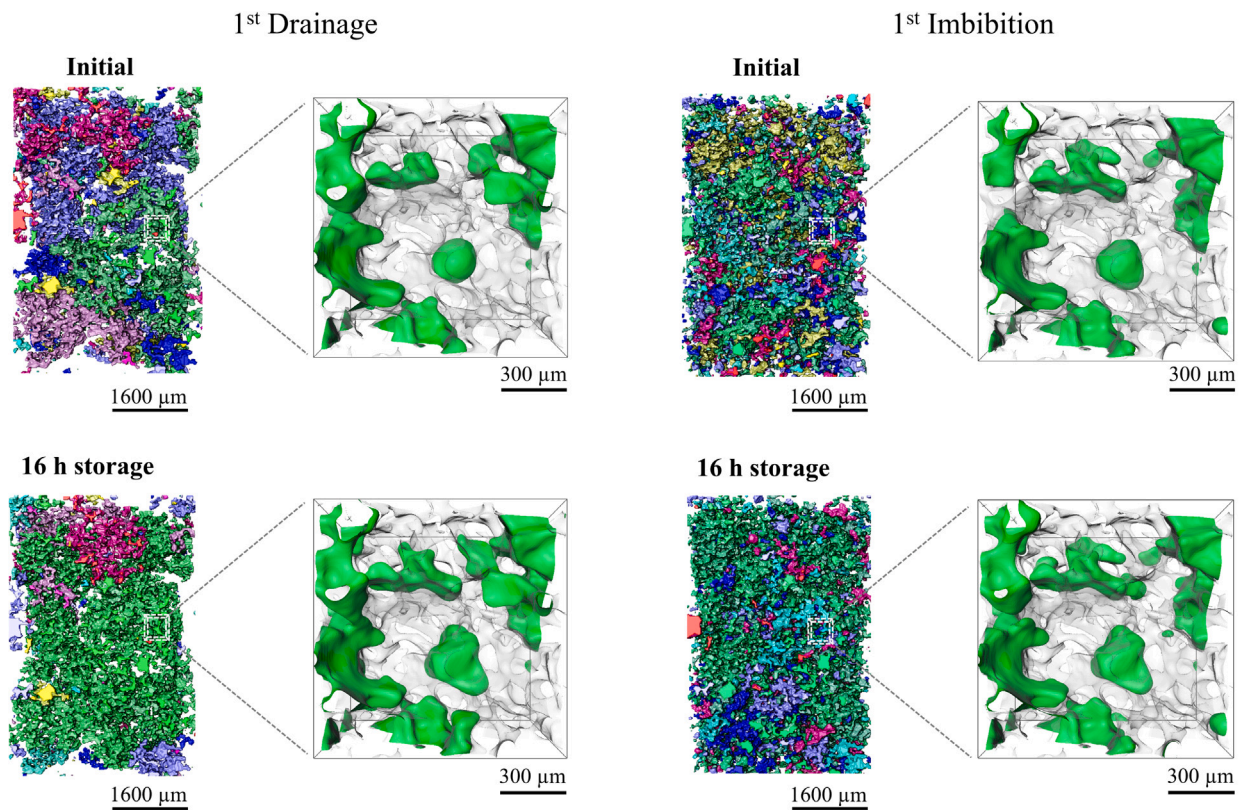 1st Drainage
1st Imbibition
Initial
Initial
1600 µm
300 µm
1600 µm
300 µm
16 h storage
16 h storage
1600 µm
300 µm
1600 µm
300 µm